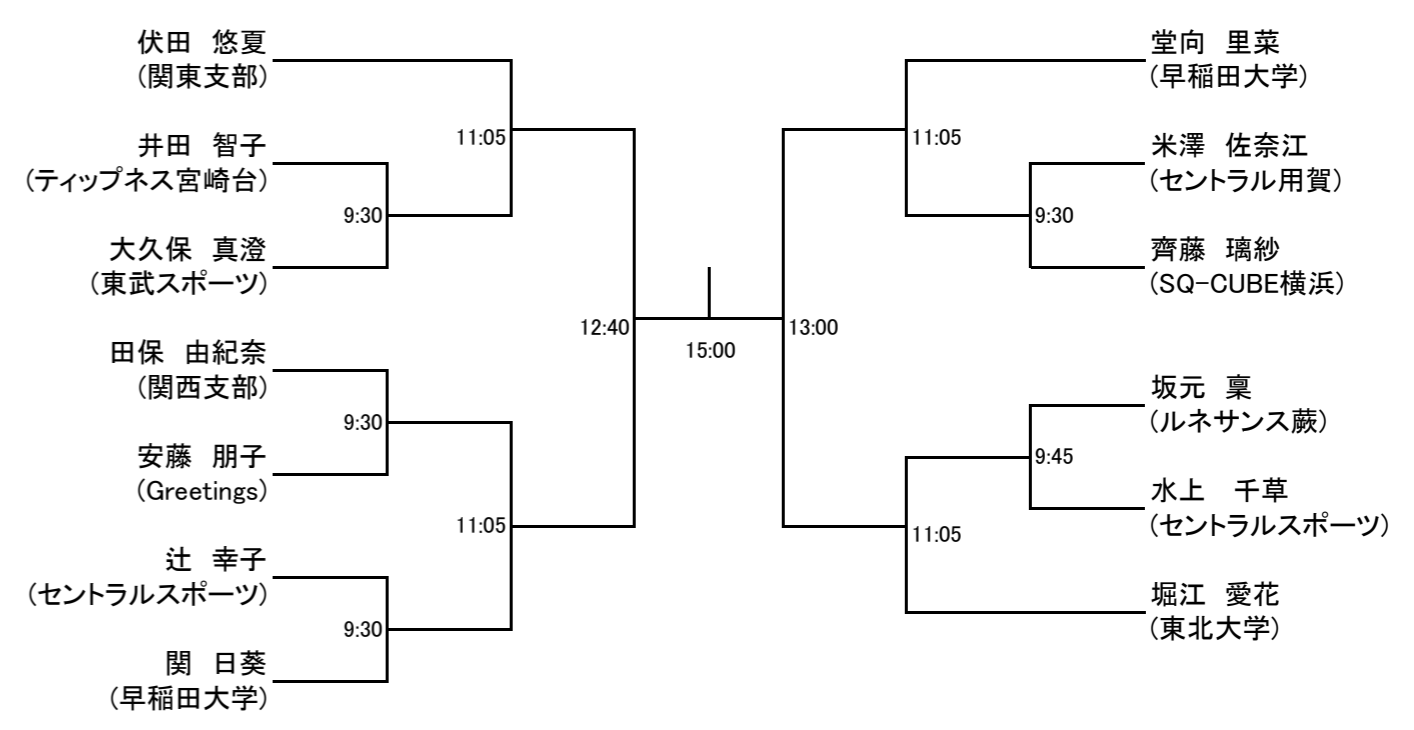 伏田　悠夏
(関東支部)
11:05
井田　智子
(ティップネス宮崎台)
9:30
大久保　真澄
(東武スポーツ)
12:40
田保　由紀奈
(関西支部)
9:30
安藤　朋子
(Greetings)
11:05
辻　幸子
(セントラルスポーツ)
9:30
関　日葵
(早稲田大学)
15:00
堂向　里菜
(早稲田大学)
11:05
米澤　佐奈江
(セントラル用賀)
9:30
齊藤　璃紗
(SQ-CUBE横浜)
13:00
坂元　稟
(ルネサンス蕨)
9:45
水上　千草
(セントラルスポーツ)
11:05
堀江　愛花
(東北大学)